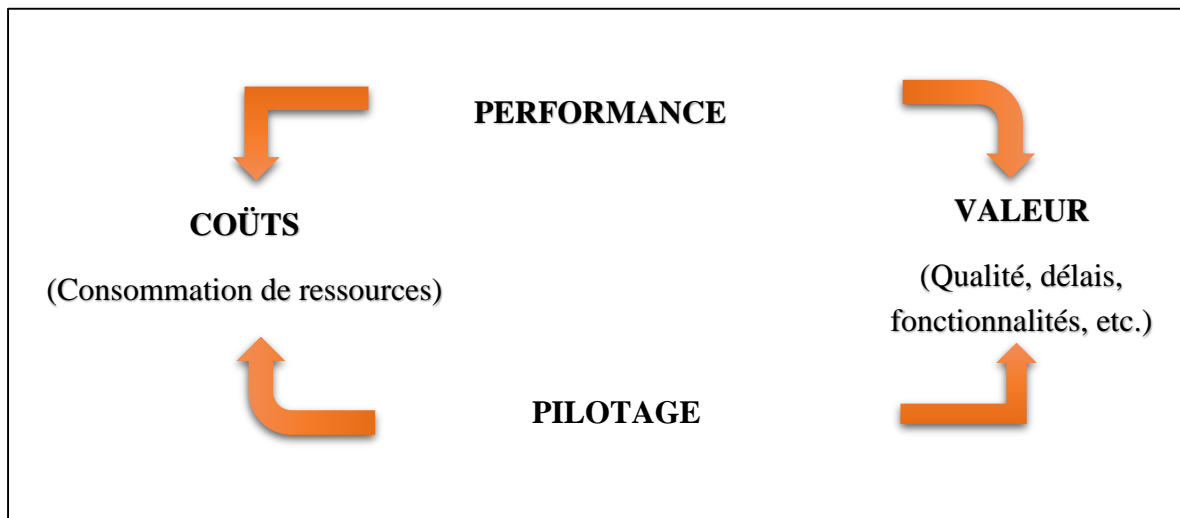 PERFORMANCE
COÜTS
(Consommation de ressources)
VALEUR
(Qualité, délais,
fonctionnalités, etc.)
PILOTAGE